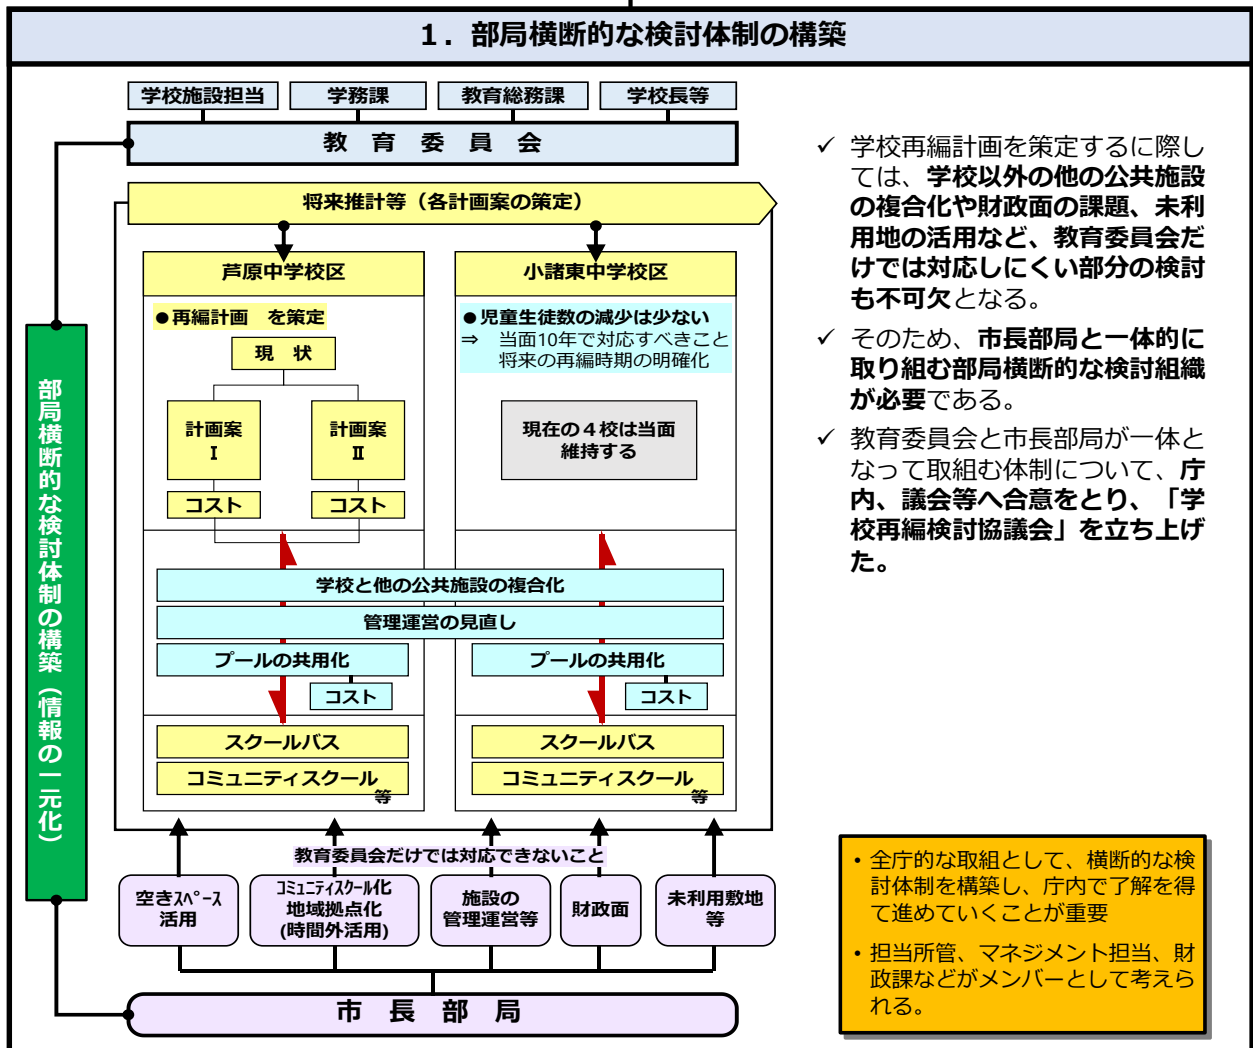 １．部局横断的な検討体制の構築
学校施設担当
学務課
教育総務課
学校長等
教 育 委 員 会
将来推計等（各計画案の策定）
芦原中学校区
●再編計画 を策定
現 状
計画案
Ⅰ
計画案
Ⅱ
コスト
コスト
小諸東中学校区
●児童生徒数の減少は少ない
⇒ 当面10年で対応すべきこと
将来の再編時期の明確化
現在の４校は当面
維持する
学校と他の公共施設の複合化
管理運営の見直し
プールの共用化
コスト
プールの共用化
コスト
スクールバス
コミュニティスクール
等
スクールバス
コミュニティスクール
等
教育委員会だけでは対応できないこと
空きｽﾍﾟｰｽ
活用
ｺﾐｭﾆﾃｨｽｸｰﾙ化
地域拠点化
(時間外活用)
施設の
管理運営等
財政面
未利用敷地
等
市 長 部 局
部局横断的な検討体制の構築（情報の一元化）
✓ 学校再編計画を策定するに際し
ては、学校以外の他の公共施設
の複合化や財政面の課題、未利
用地の活用など、教育委員会だ
けでは対応しにくい部分の検討
も不可欠となる。
✓ そのため、市長部局と一体的に
取り組む部局横断的な検討組織
が必要である。
✓ 教育委員会と市長部局が一体と
なって取組む体制について、庁
内、議会等へ合意をとり、「学
校再編検討協議会」を立ち上げ
た。
・全庁的な取組として、横断的な検
討体制を構築し、庁内で了解を得
て進めていくことが重要
・担当所管、マネジメント担当、財
政課などがメンバーとして考えら
れる。